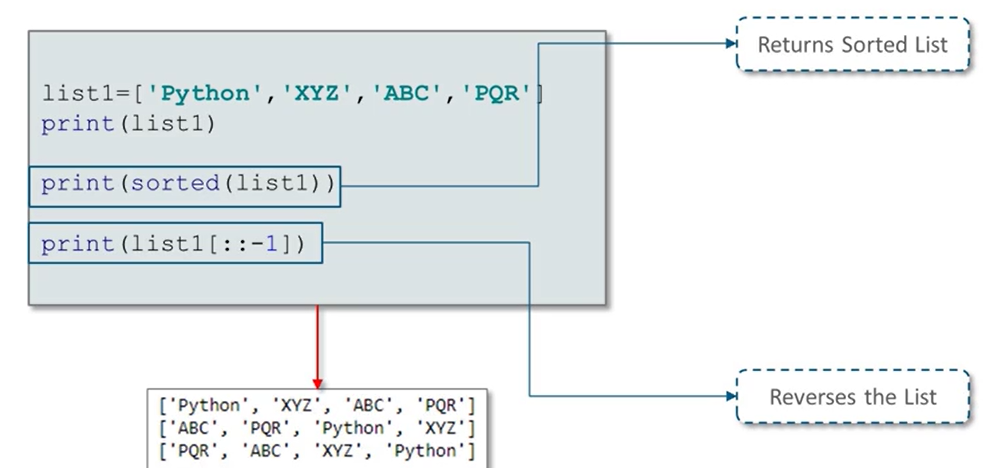 Returns Sorted List
list1=['Python','XYZ','ABC','PQR']
print(list1)
print(sorted(list1))
print(list1[::-1])
Reverses the List
['Python', 'XYZ', 'ABC', 'PQR']
['ABC', 'PQR', 'Python', 'XYZ']
['PQR', 'ABC', 'XYZ', 'Python']